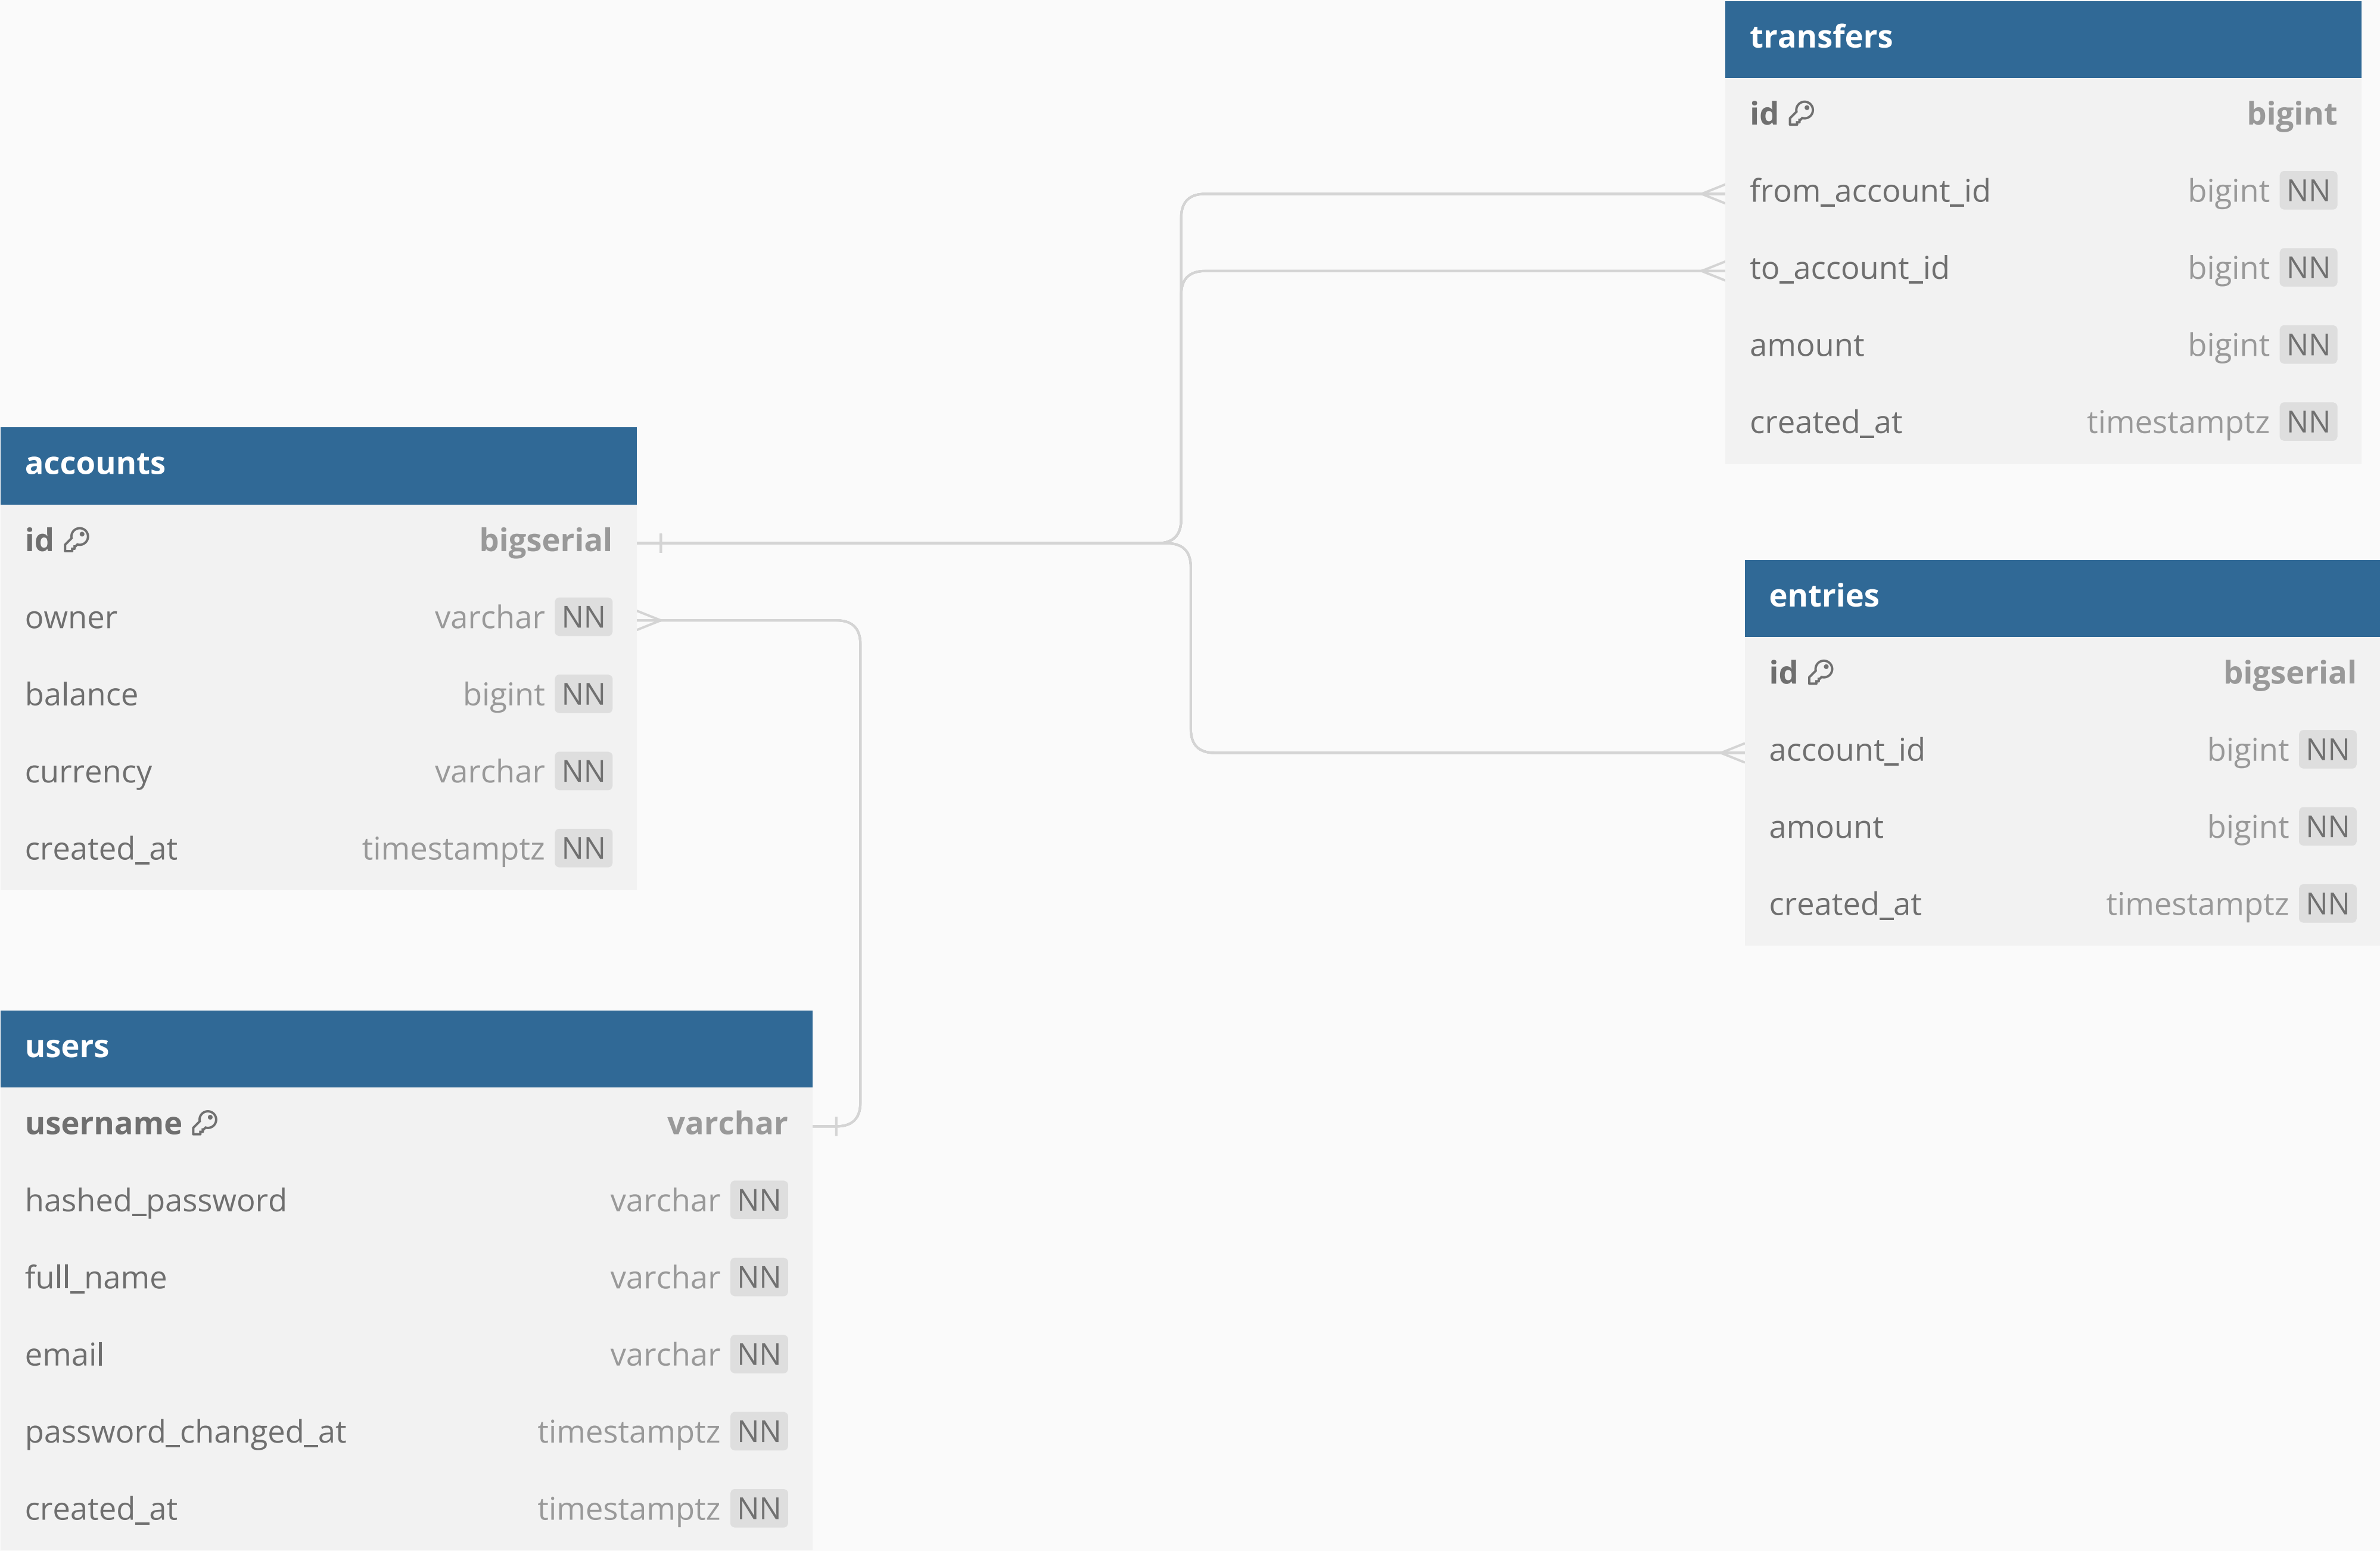 transfers
id bigint
from_account_id bigint NN
to_account_id bigint NN
amount bigint NN
created_at timestamptz NN
accounts
id bigserial
owner varchar NN
balance bigint NN
currency varchar NN
created_at timestamptz NN
entries
id bigserial
account_id bigint NN
amount bigint NN
created_at timestamptz NN
users
username varchar
hashed_password varchar NN
full_name varchar NN
email varchar NN
password_changed_at timestamptz NN
created_at timestamptz NN